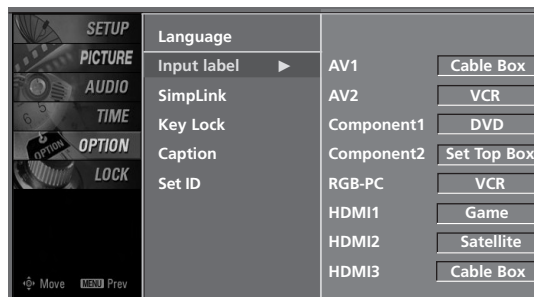 SETUP
PICTURE
AUDIO
TIME
OPTION
LOCK
Move MENU Prev
Language
Input label ►
SimpLink
Key Lock
Caption
Set ID
AV1 Cable Box
AV2 VCR
Component1 DVD
Component2 Set Top Box
RGB-PC VCR
HDMI1 Game
HDMI2 Satellite
HDMI3 Cable Box